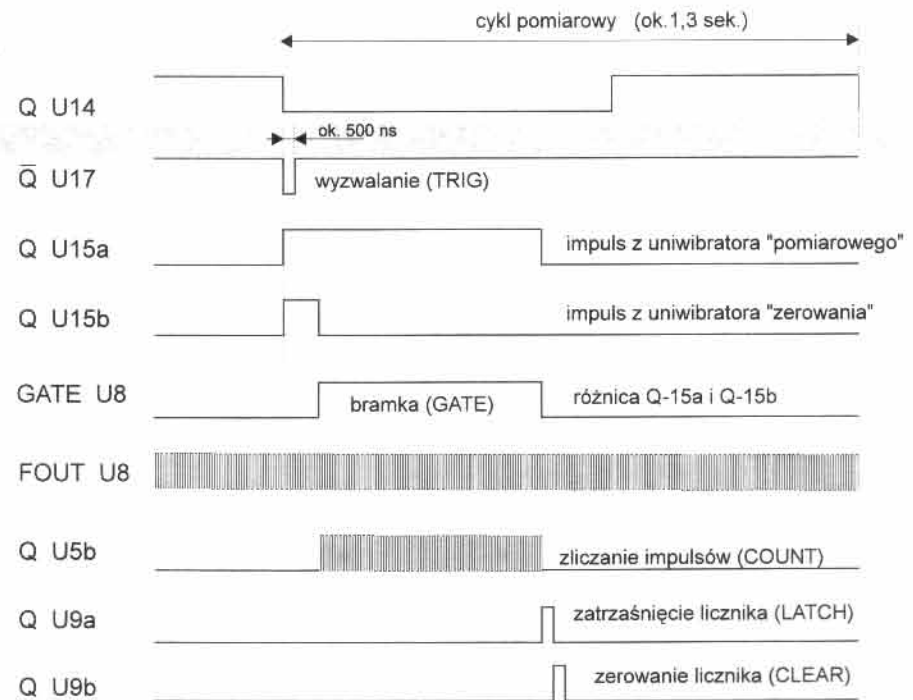 cykl pomiarowy (ok.1,3 sek.)
Q U14
ok. 500 ns
Q̅ U17
wyzwalanie (TRIG)
Q U15a
impuls z uniwibratora "pomiarowego"
Q U15b
impuls z uniwibratora "zerowania"
GATE U8
bramka (GATE)
różnica Q-15a i Q-15b
FOUT U8
Q U5b
zliczanie impulsów (COUNT)
Q U9a
zatrzaśnięcie licznika (LATCH)
Q U9b
zerowanie licznika (CLEAR)